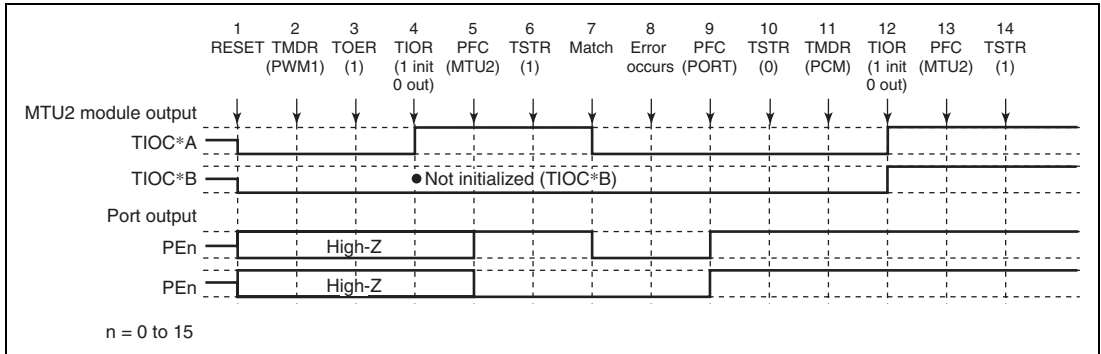 1 2 3 4 5 6 7 8 9 10 11 12 13 14
RESET TMDR TOER TIOR PFC TSTR Match Error PFC TSTR TMDR TIOR PFC TSTR
(PWM1) (1) (1 init (MTU2) (1) occurs (PORT) (0) (PCM) (1 init (MTU2) (1)
0 out) 0 out)
MTU2 module output
TIOC*A
TIOC*B
●Not initialized (TIOC*B)
Port output
PEn
High-Z
PEn
High-Z
n = 0 to 15